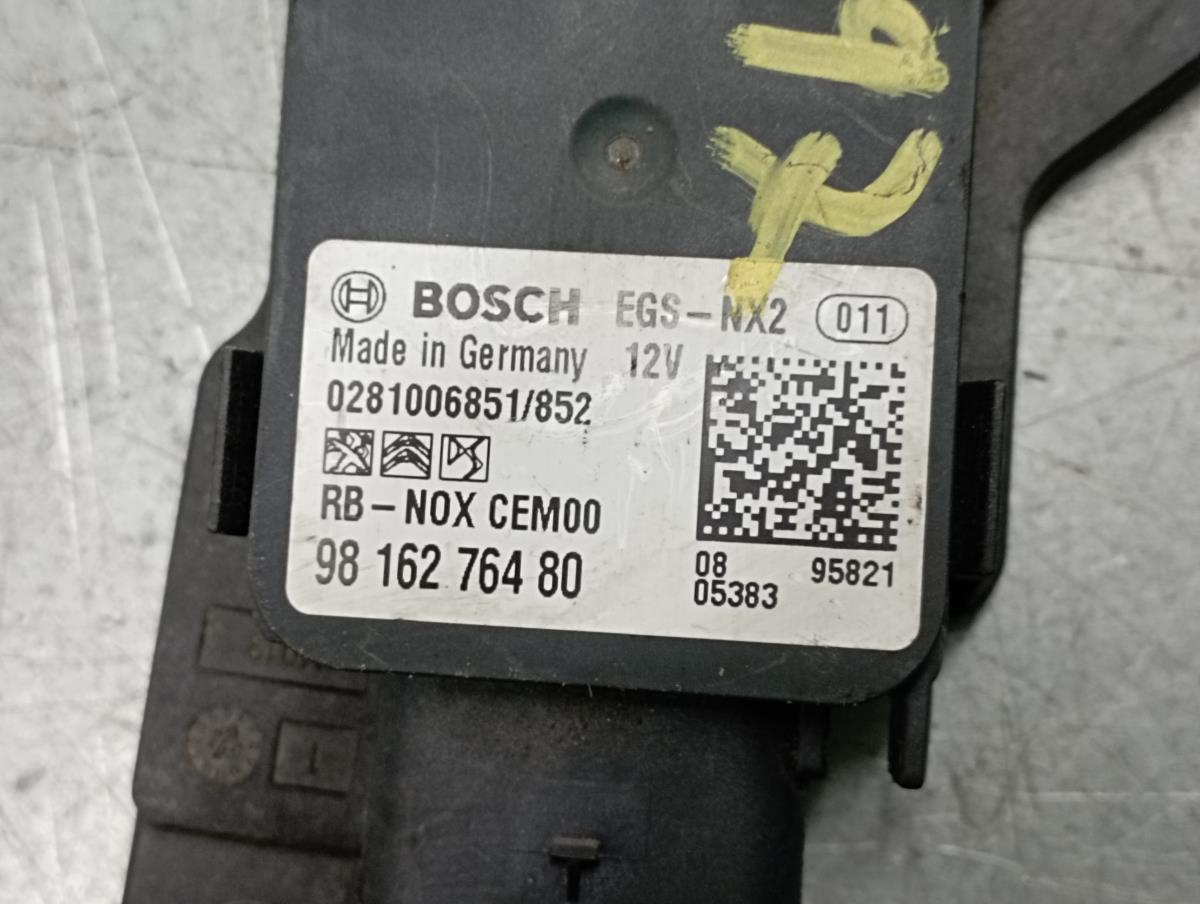 BOSCH EGS-NX2 011
Made in Germany 12V
0281006851/852
RB-NOX CEM00
98 162 764 80
08 95821
05383